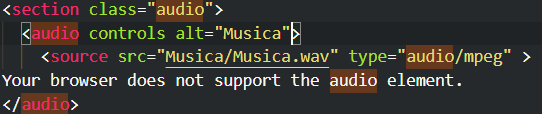 <section class="audio">
<audio controls alt="Musica">
<source src="Musica/Musica.wav" type="audio/mpeg" >
Your browser does not support the audio element.
</audio>